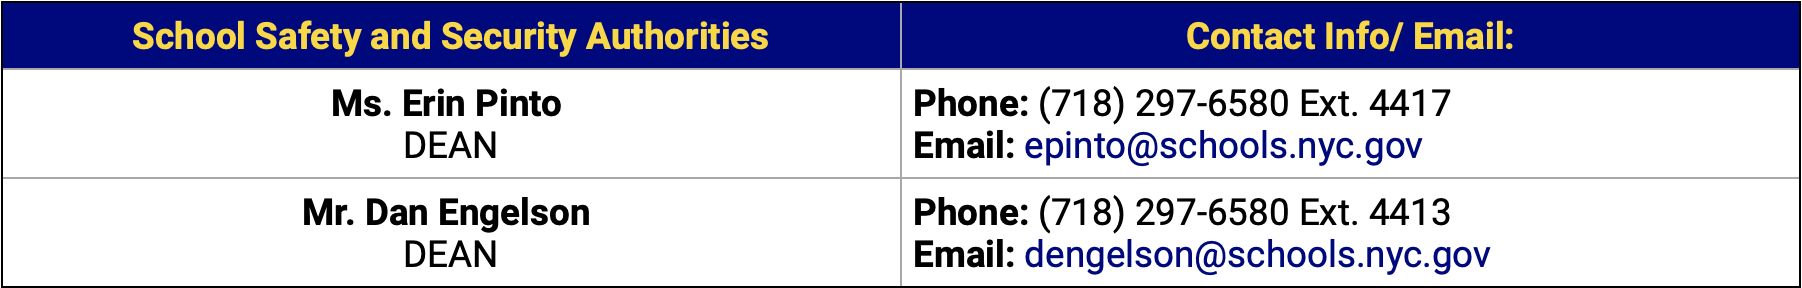 School Safety and Security Authorities
Contact Info/ Email:
Ms. Erin Pinto
DEAN
Phone: (718) 297-6580 Ext. 4417
Email: epinto@schools.nyc.gov
Mr. Dan Engelson
DEAN
Phone: (718) 297-6580 Ext. 4413
Email: dengelson@schools.nyc.gov